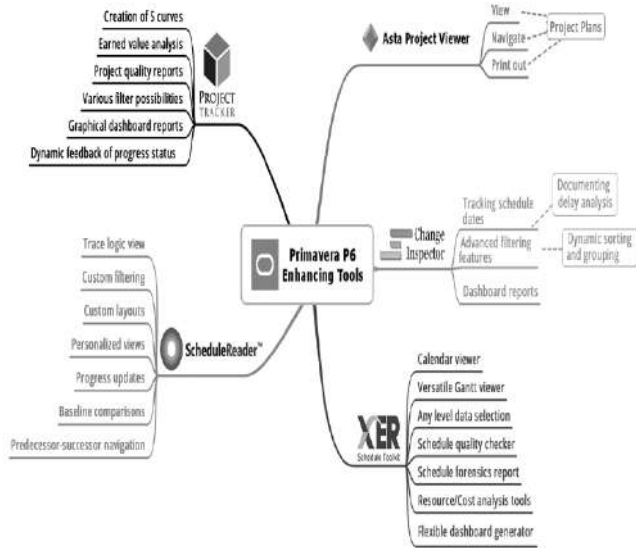 Creation of S curves
Earned value analysis
Project quality reports
Various filter possibilities
Graphical dashboard reports
Dynamic feedback of progress status
PROJECT
TRACKER
Asta Project Viewer
View
Navigate
Print out
Project Plans
Primavera P6
Enhancing Tools
Change
Inspector
Tracking schedule
dates
Advanced filtering
features
Dashboard reports
Documenting
delay analysis
Dynamic sorting
and grouping
Trace logic view
Custom filtering
Custom layouts
Personalized views
Progress updates
Baseline comparisons
Predecessor-successor navigation
ScheduleReader™
XER
Schedule Toolkit
Calendar viewer
Versatile Gantt viewer
Any level data selection
Schedule quality checker
Schedule forensics report
Resource/Cost analysis tools
Flexible dashboard generator